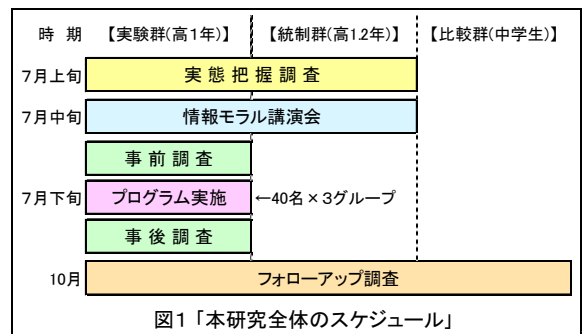 時 期 【実験群(高1年)】 【統制群(高1.2年)】 【比較群(中学生)】
7月上旬 実 態 把 握 調 査
7月中旬 情報モラル講演会
事 前 調 査
7月下旬 プログラム実施 ←40名×3グループ
事 後 調 査
10月 フォローアップ調査
図1「本研究全体のスケジュール」